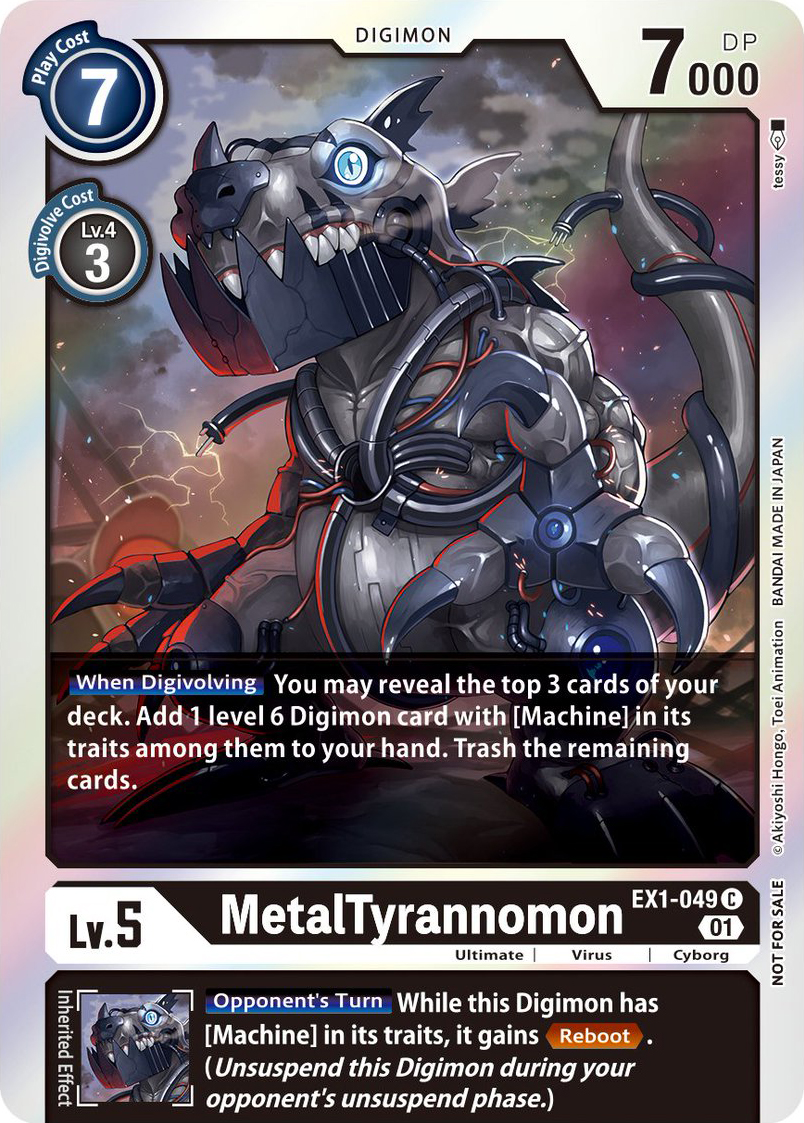 DIGIMON
Play Cost
7
7000
DP
Digivolve Cost
Lv.4
3
tessy
When Digivolving You may reveal the top 3 cards of your
deck. Add 1 level 6 Digimon card with [Machine] in its
traits among them to your hand. Trash the remaining
cards.
© Akiyoshi Hongo, Toei Animation BANDAI MADE IN JAPAN
NOT FOR SALE
Lv.5
MetalTyrannomon
EX1-049 C
01
Ultimate | Virus | Cyborg
Inherited Effect
Opponent's Turn While this Digimon has
[Machine] in its traits, it gains Reboot.
(Unsuspend this Digimon during your
opponent's unsuspend phase.)